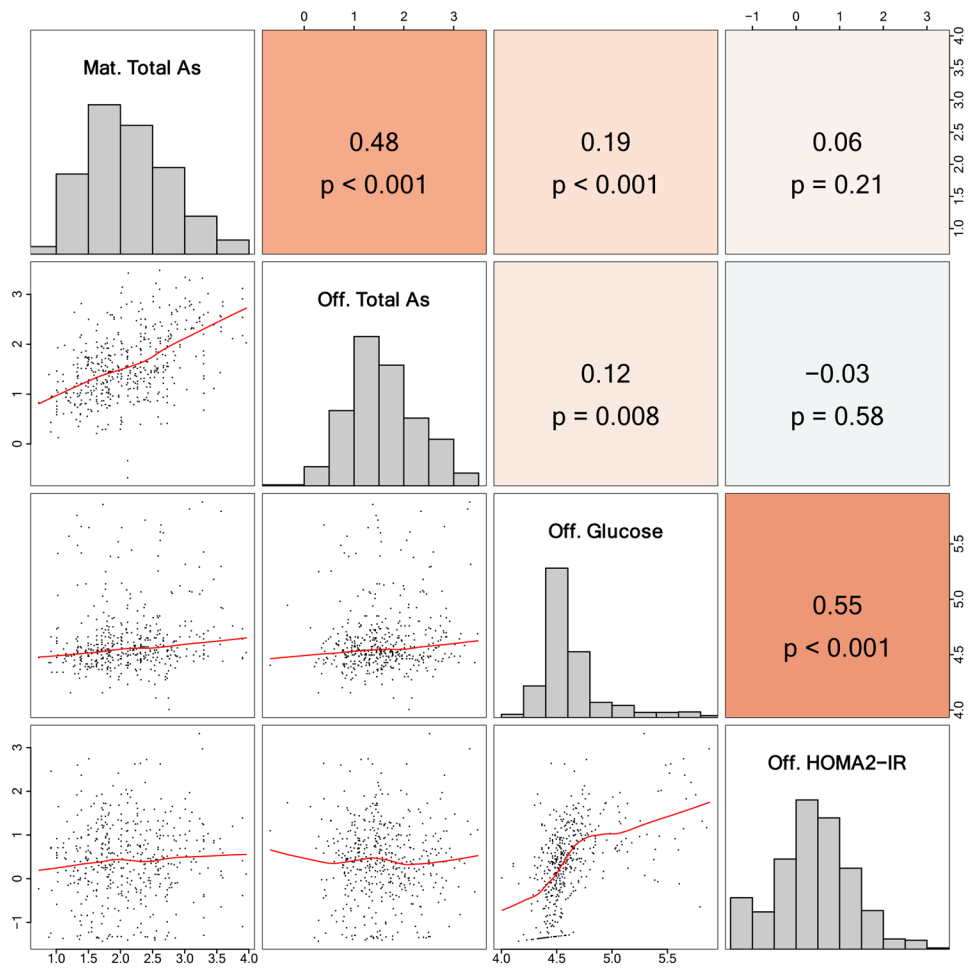 0 1 2 3
−1 0 1 2 3
Mat. Total As
0.48
p < 0.001
0.19
p < 0.001
0.06
p = 0.21
4.0
3.5
3.0
2.5
2.0
1.5
1.0
3
2
1
0
Off. Total As
0.12
p = 0.008
−0.03
p = 0.58
Off. Glucose
0.55
p < 0.001
5.5
5.0
4.5
4.0
3
2
1
0
−1
Off. HOMA2−IR
1.0 1.5 2.0 2.5 3.0 3.5 4.0
4.0 4.5 5.0 5.5